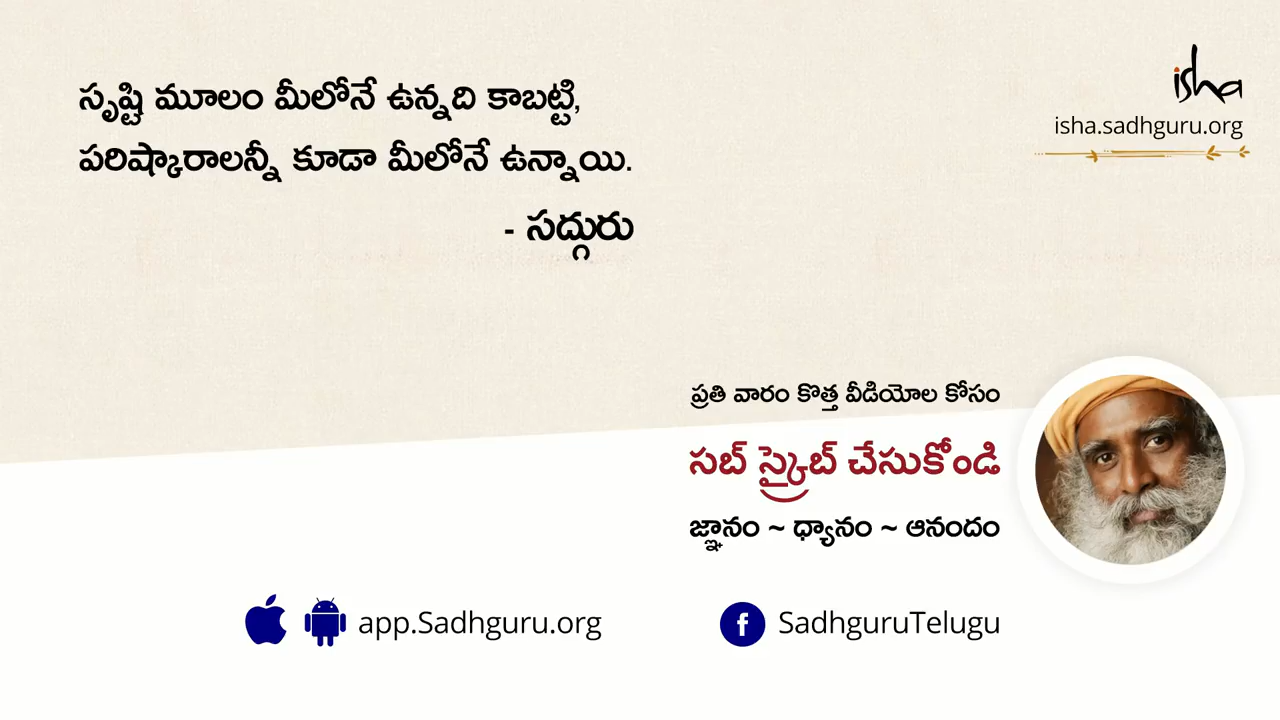 సృష్టి మూలం మీలోనే ఉన్నది కాబట్టి,
పరిష్కారాలన్నీ కూడా మీలోనే ఉన్నాయి.
- సద్గురు
isha
isha.sadhguru.org
ప్రతి వారం కొత్త వీడియోల కోసం
సబ్ స్క్రైబ్ చేసుకోండి
జ్ఞానం ~ ధ్యానం ~ ఆనందం
app.Sadhguru.org
SadhguruTelugu